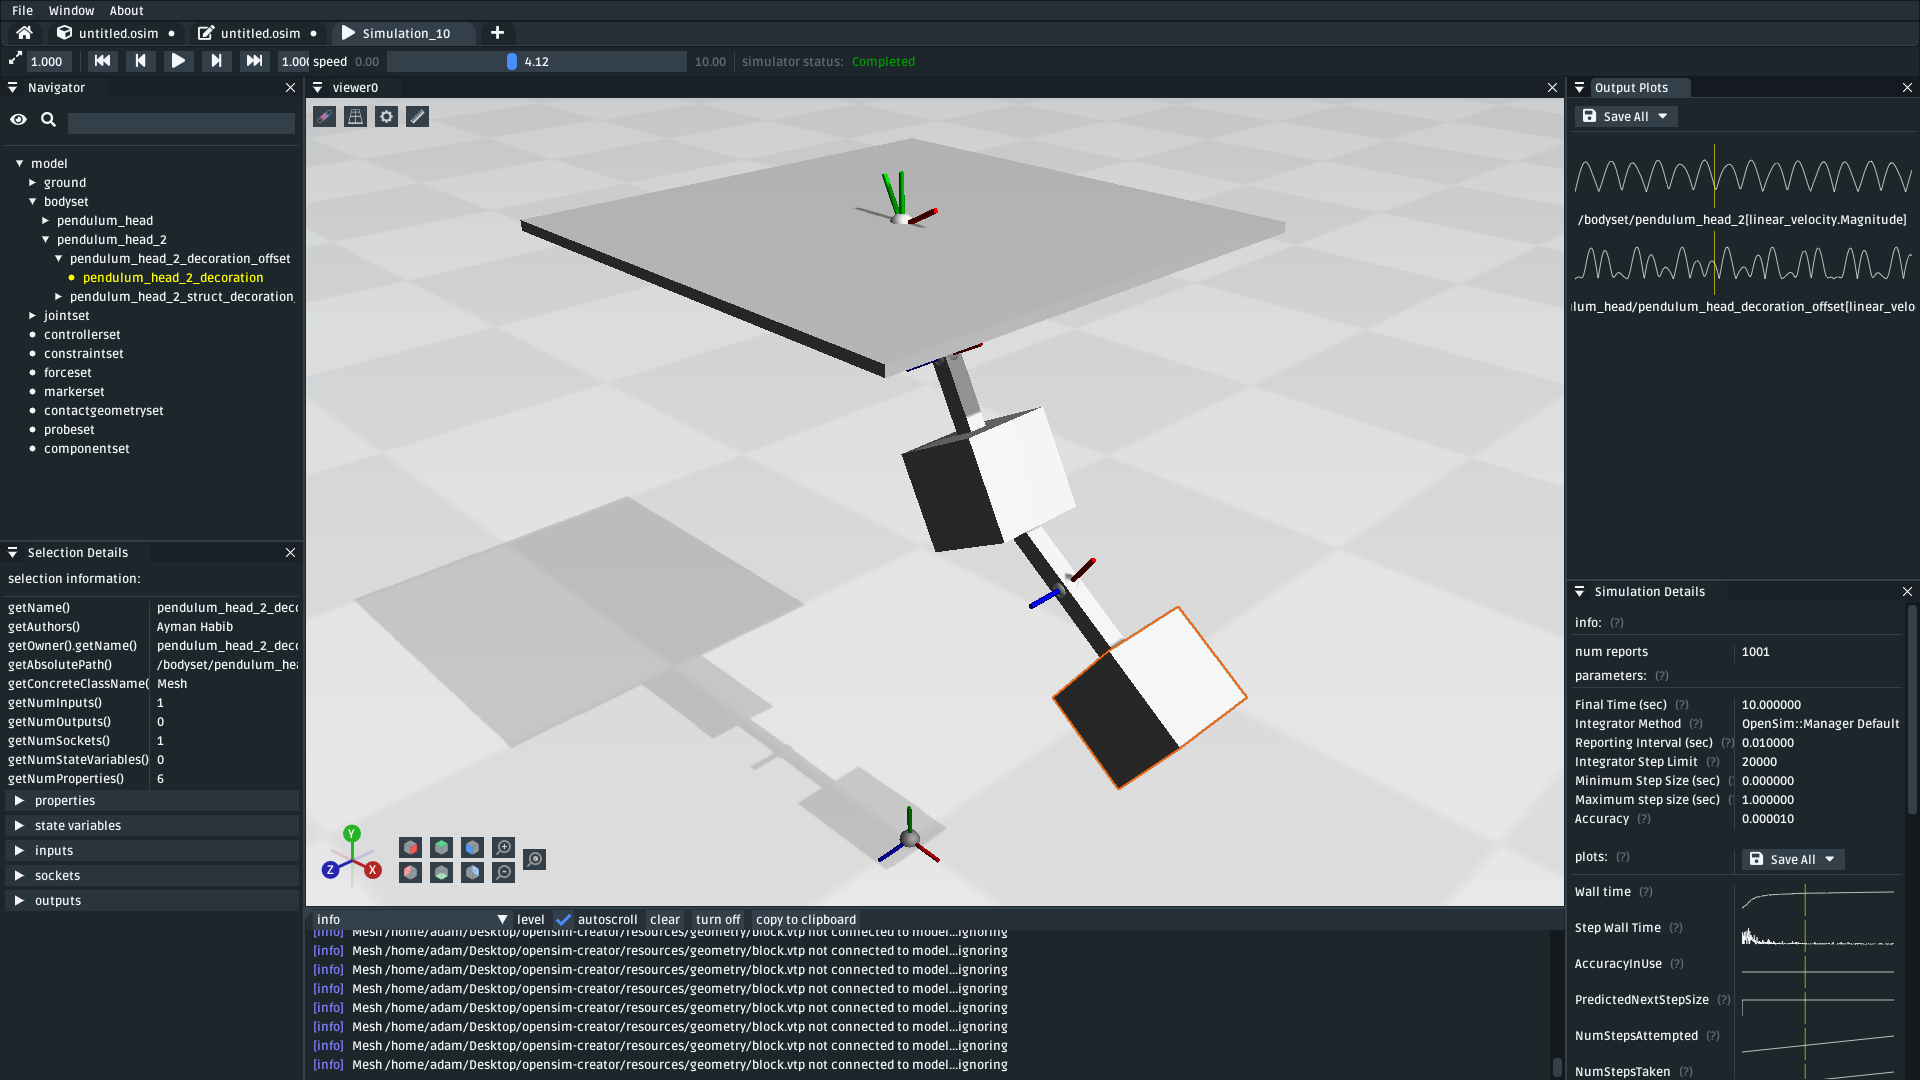 File Window About
untitled.osim untitled.osim Simulation_10
1.000 1.000 speed 0.00 4.12 10.00 simulator status: Completed
Navigator
model
ground
bodyset
pendulum_head
pendulum_head_2
pendulum_head_2_decoration_offset
pendulum_head_2_decoration
pendulum_head_2_struct_decoration_
jointset
controllerset
constraintset
forceset
markerset
contactgeometryset
probeset
componentset
Selection Details
selection information:
getName() pendulum_head_2_deco
getAuthors() Ayman Habib
getOwner().getName() pendulum_head_2_deco
getAbsolutePath() /bodyset/pendulum_hea
getConcreteClassName( Mesh
getNumInputs() 1
getNumOutputs() 0
getNumSockets() 1
getNumStateVariables() 0
getNumProperties() 6
properties
state variables
inputs
sockets
outputs
viewer0
Y
Z
X
info level autoscroll clear turn off copy to clipboard
[info] Mesh /home/adam/Desktop/opensim-creator/resources/geometry/block.vtp not connected to model...ignoring
[info] Mesh /home/adam/Desktop/opensim-creator/resources/geometry/block.vtp not connected to model...ignoring
[info] Mesh /home/adam/Desktop/opensim-creator/resources/geometry/block.vtp not connected to model...ignoring
[info] Mesh /home/adam/Desktop/opensim-creator/resources/geometry/block.vtp not connected to model...ignoring
[info] Mesh /home/adam/Desktop/opensim-creator/resources/geometry/block.vtp not connected to model...ignoring
[info] Mesh /home/adam/Desktop/opensim-creator/resources/geometry/block.vtp not connected to model...ignoring
[info] Mesh /home/adam/Desktop/opensim-creator/resources/geometry/block.vtp not connected to model...ignoring
[info] Mesh /home/adam/Desktop/opensim-creator/resources/geometry/block.vtp not connected to model...ignoring
Output Plots
Save All
/bodyset/pendulum_head_2[linear_velocity.Magnitude]
lum_head/pendulum_head_decoration_offset[linear_velo
Simulation Details
info: (?)
num reports 1001
parameters: (?)
Final Time (sec) (?) 10.000000
Integrator Method (?) OpenSim::Manager Default
Reporting Interval (sec) (?) 0.010000
Integrator Step Limit (?) 20000
Minimum Step Size (sec) ( 0.000000
Maximum step size (sec) ( 1.000000
Accuracy (?) 0.000010
plots: (?) Save All
Wall time (?)
Step Wall Time (?)
AccuracyInUse (?)
PredictedNextStepSize (?)
NumStepsAttempted (?)
NumStepsTaken (?)